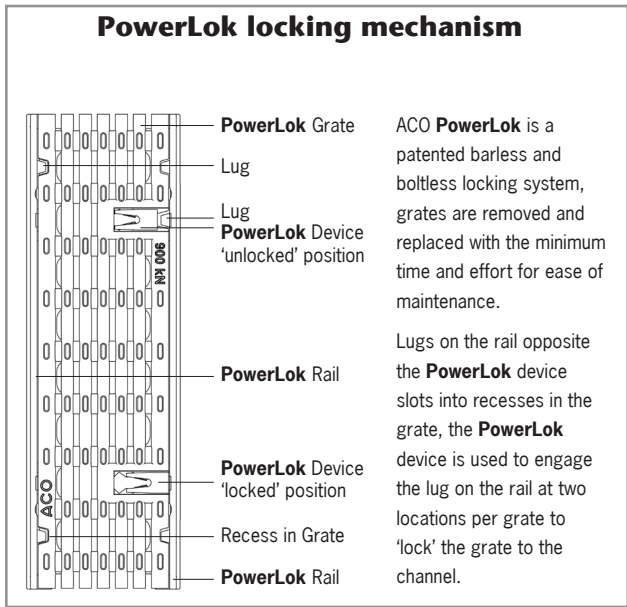 PowerLok locking mechanism
PowerLok Grate
Lug
Lug
PowerLok Device
'unlocked' position
900 kN
PowerLok Rail
PowerLok Device
'locked' position
ACO
Recess in Grate
PowerLok Rail
ACO PowerLok is a
patented barless and
boltless locking system,
grates are removed and
replaced with the minimum
time and effort for ease of
maintenance.
Lugs on the rail opposite
the PowerLok device
slots into recesses in the
grate, the PowerLok
device is used to engage
the lug on the rail at two
locations per grate to
'lock' the grate to the
channel.